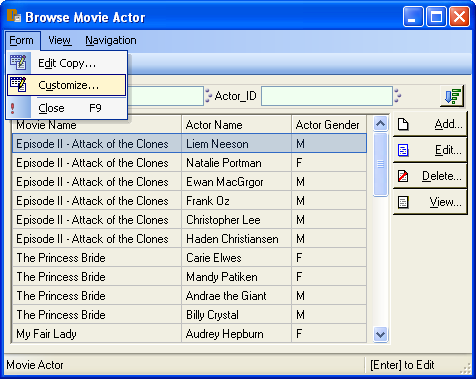 Browse Movie Actor
Form View Navigation
Edit Copy...
Customize...
Close F9
Actor_ID
Movie Name Actor Name Actor Gender
Episode II - Attack of the Clones Liem Neeson M
Episode II - Attack of the Clones Natalie Portman F
Episode II - Attack of the Clones Ewan MacGrgor M
Episode II - Attack of the Clones Frank Oz M
Episode II - Attack of the Clones Christopher Lee M
Episode II - Attack of the Clones Haden Christiansen M
The Princess Bride Carie Elwes F
The Princess Bride Mandy Patiken F
The Princess Bride Andrae the Giant M
The Princess Bride Billy Crystal M
My Fair Lady Audrey Hepburn F
Add...
Edit...
Delete...
View...
Movie Actor [Enter] to Edit